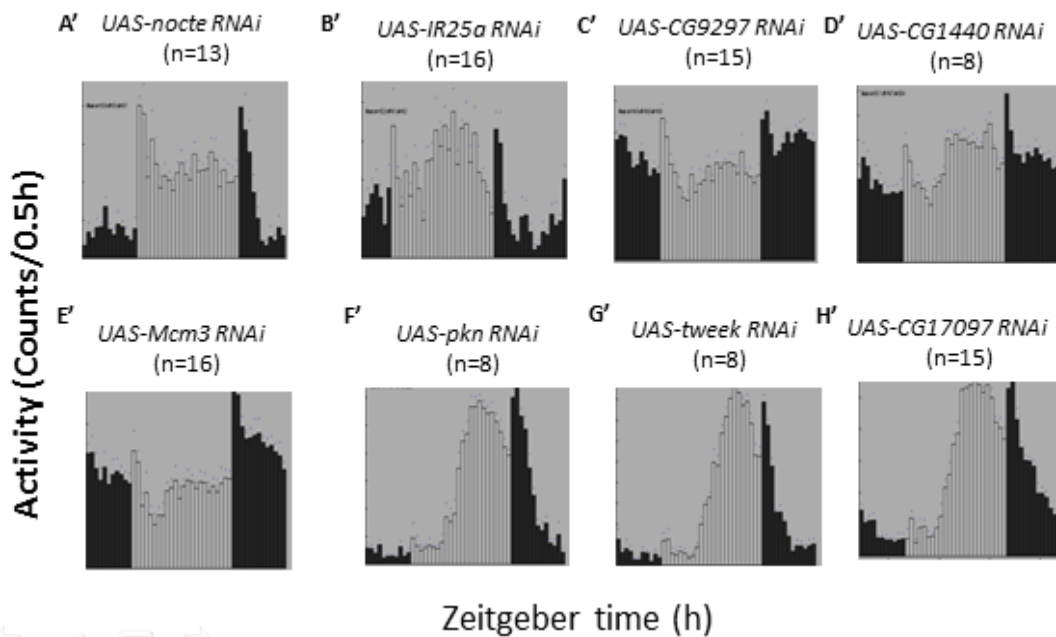 A' UAS-nocte RNAi
(n=13)
B' UAS-IR25a RNAi
(n=16)
C' UAS-CG9297 RNAi
(n=15)
D' UAS-CG1440 RNAi
(n=8)
E' UAS-Mcm3 RNAi
(n=16)
F' UAS-pkn RNAi
(n=8)
G' UAS-tweek RNAi
(n=8)
H' UAS-CG17097 RNAi
(n=15)
Activity (Counts/0.5h)
Zeitgeber time (h)